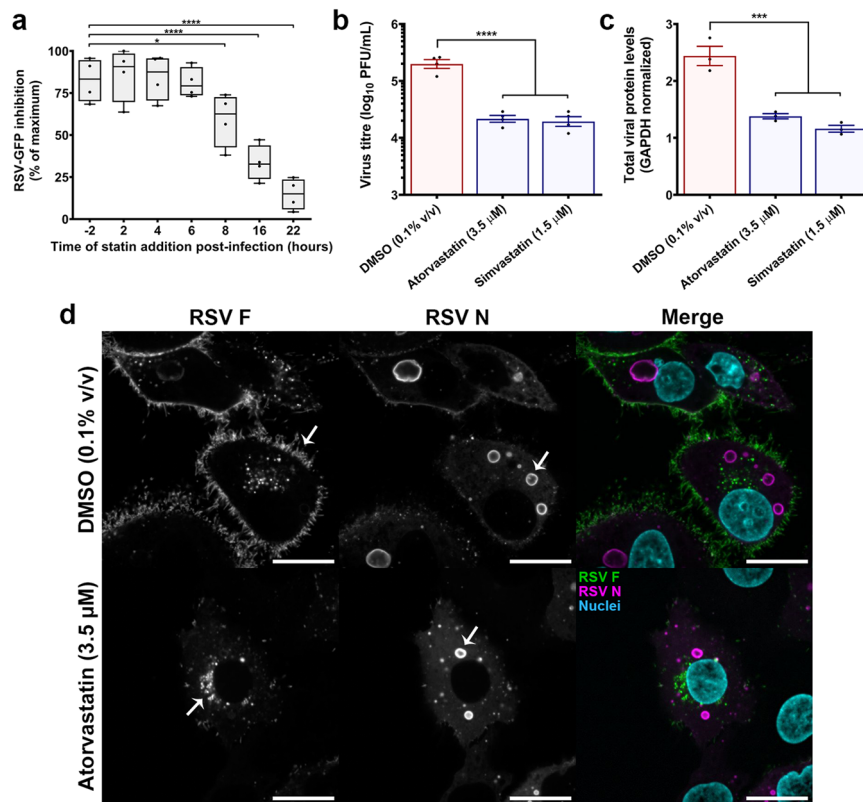 a
****
****
*
RSV-GFP inhibition
(% of maximum)
100
75
50
25
0
-2 2 4 6 8 16 22
Time of statin addition post-infection (hours)
b
****
Virus titre (log10 PFU/mL)
6
5
4
3
DMSO (0.1% v/v)
Atorvastatin (3.5 μM)
Simvastatin (1.5 μM)
c
***
Total viral protein levels
(GAPDH normalized)
3
2
1
0
DMSO (0.1% v/v)
Atorvastatin (3.5 μM)
Simvastatin (1.5 μM)
d
RSV F RSV N Merge
DMSO (0.1% v/v)
Atorvastatin (3.5 μM)
RSV F
RSV N
Nuclei